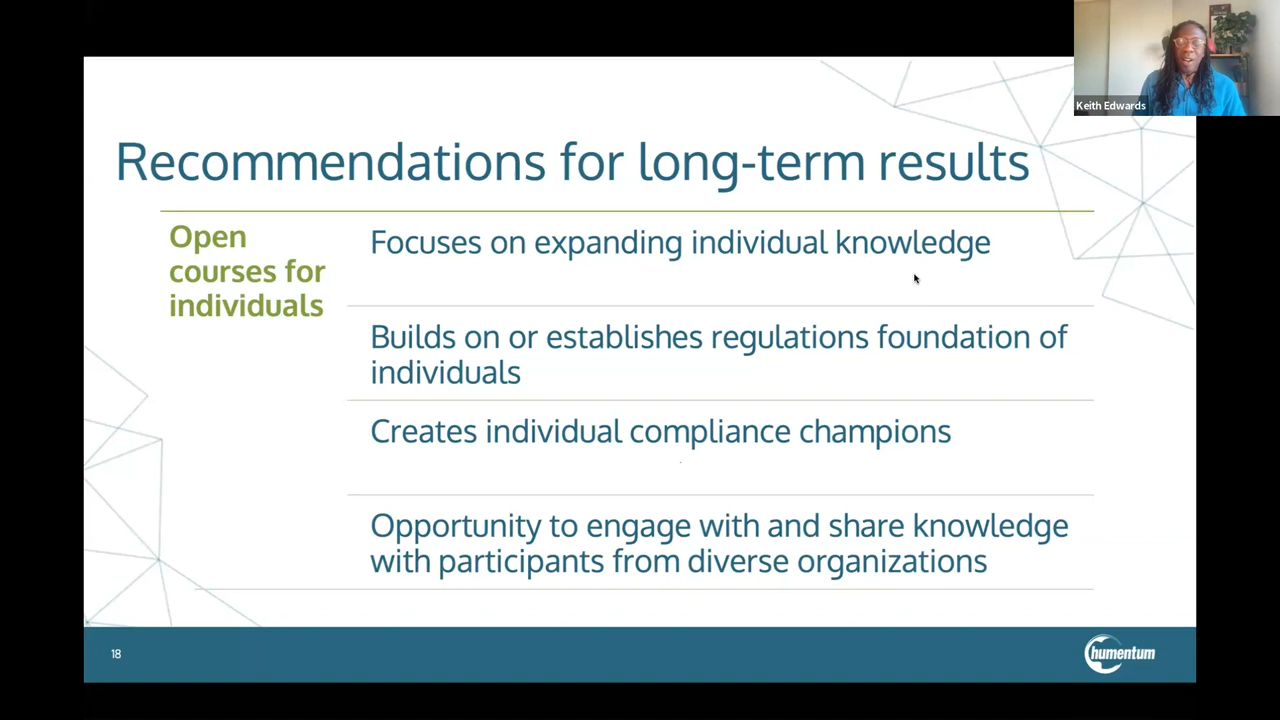 Keith Edwards
Recommendations for long-term results
Open
courses for
individuals
Focuses on expanding individual knowledge
Builds on or establishes regulations foundation of
individuals
Creates individual compliance champions
Opportunity to engage with and share knowledge
with participants from diverse organizations
18
humentum